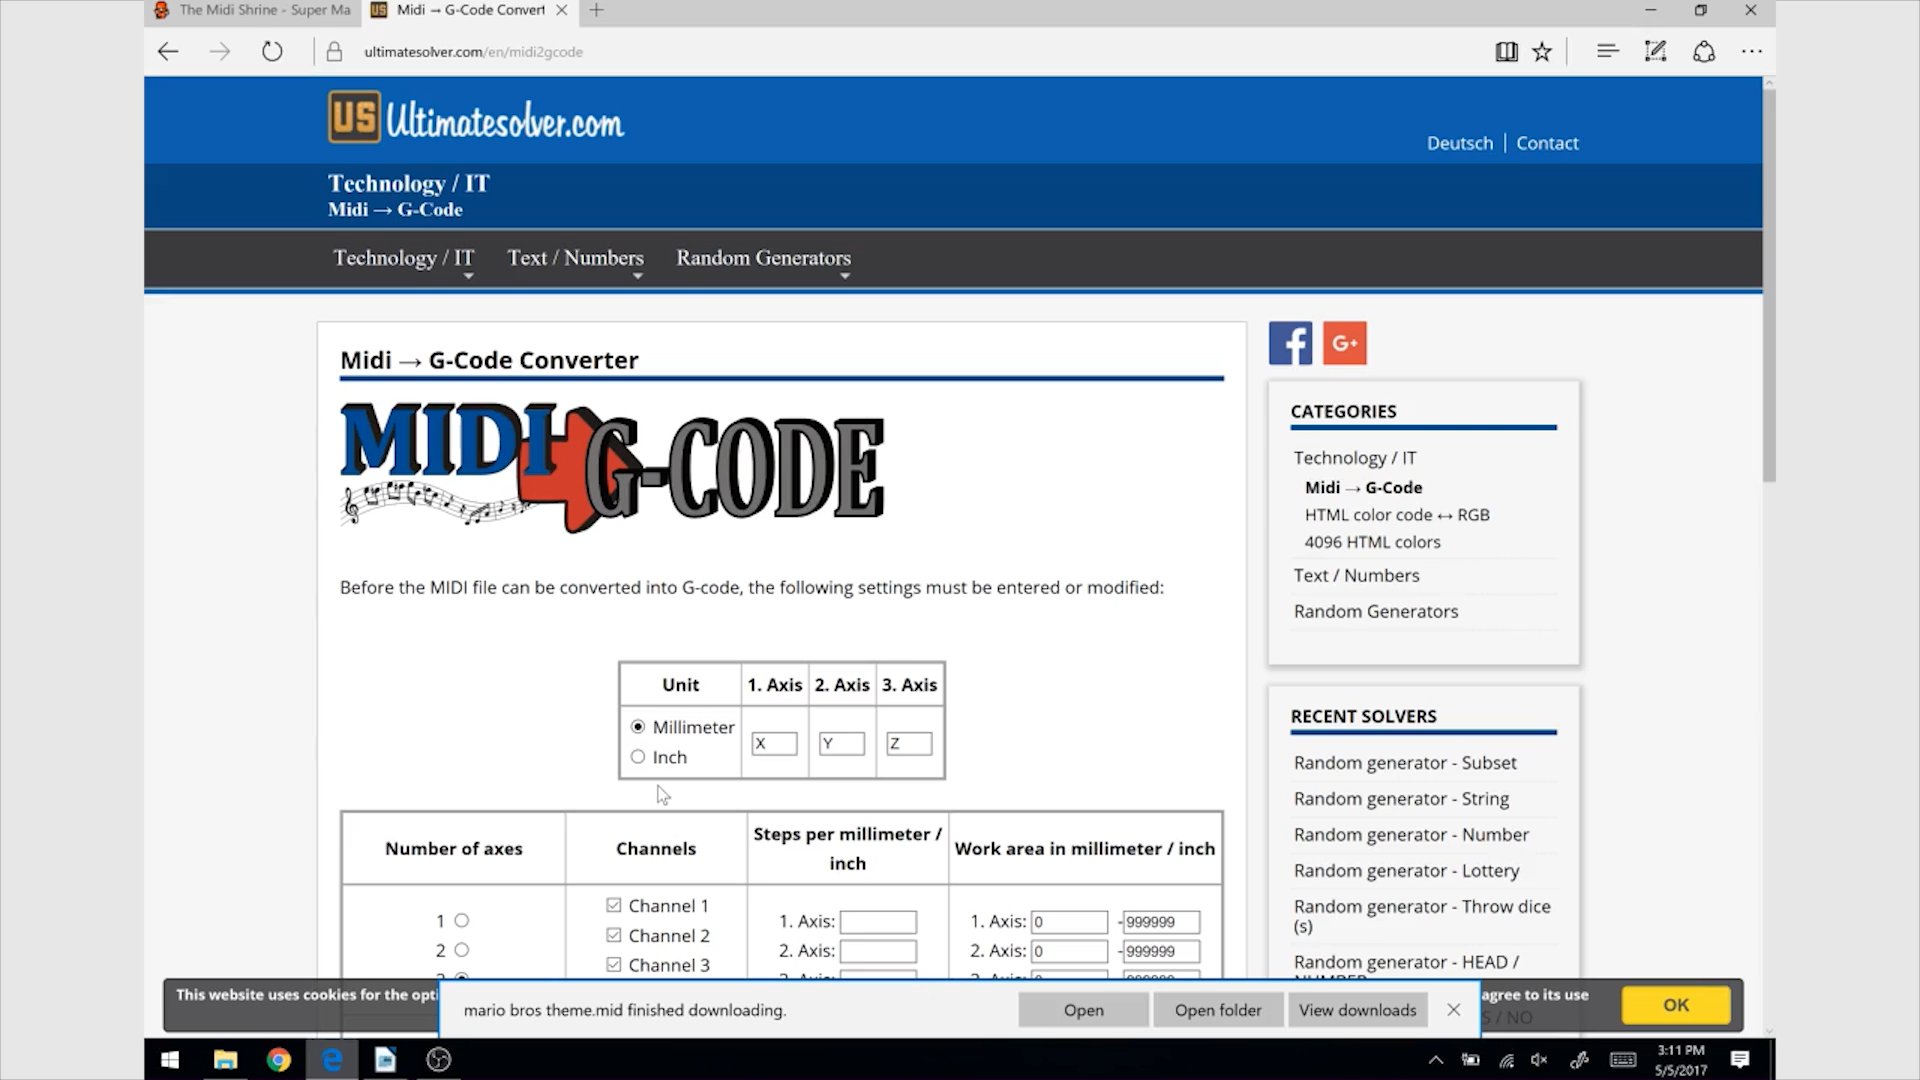 The Midi Shrine - Super Ma
Midi → G-Code Convert
ultimatesolver.com/en/midi2gcode
US Ultimatesolver.com
Deutsch | Contact
Technology / IT
Midi → G-Code
Technology / IT Text / Numbers Random Generators
Midi → G-Code Converter
MIDI G-CODE
G+
Before the MIDI file can be converted into G-code, the following settings must be entered or modified:
Unit 1. Axis 2. Axis 3. Axis
Millimeter X Y Z
Inch
Number of axes Channels Steps per millimeter / inch Work area in millimeter / inch
1 Channel 1 1. Axis: 1. Axis: 0 -999999
2 Channel 2 2. Axis: 2. Axis: 0 -999999
Channel 3
CATEGORIES
Technology / IT
Midi → G-Code
HTML color code ↔ RGB
4096 HTML colors
Text / Numbers
Random Generators
RECENT SOLVERS
Random generator - Subset
Random generator - String
Random generator - Number
Random generator - Lottery
Random generator - Throw dice
(s)
Random generator - HEAD /
This website uses cookies for the opti
agree to its use
OK
mario bros theme.mid finished downloading.
Open Open folder View downloads
3:11 PM
5/5/2017